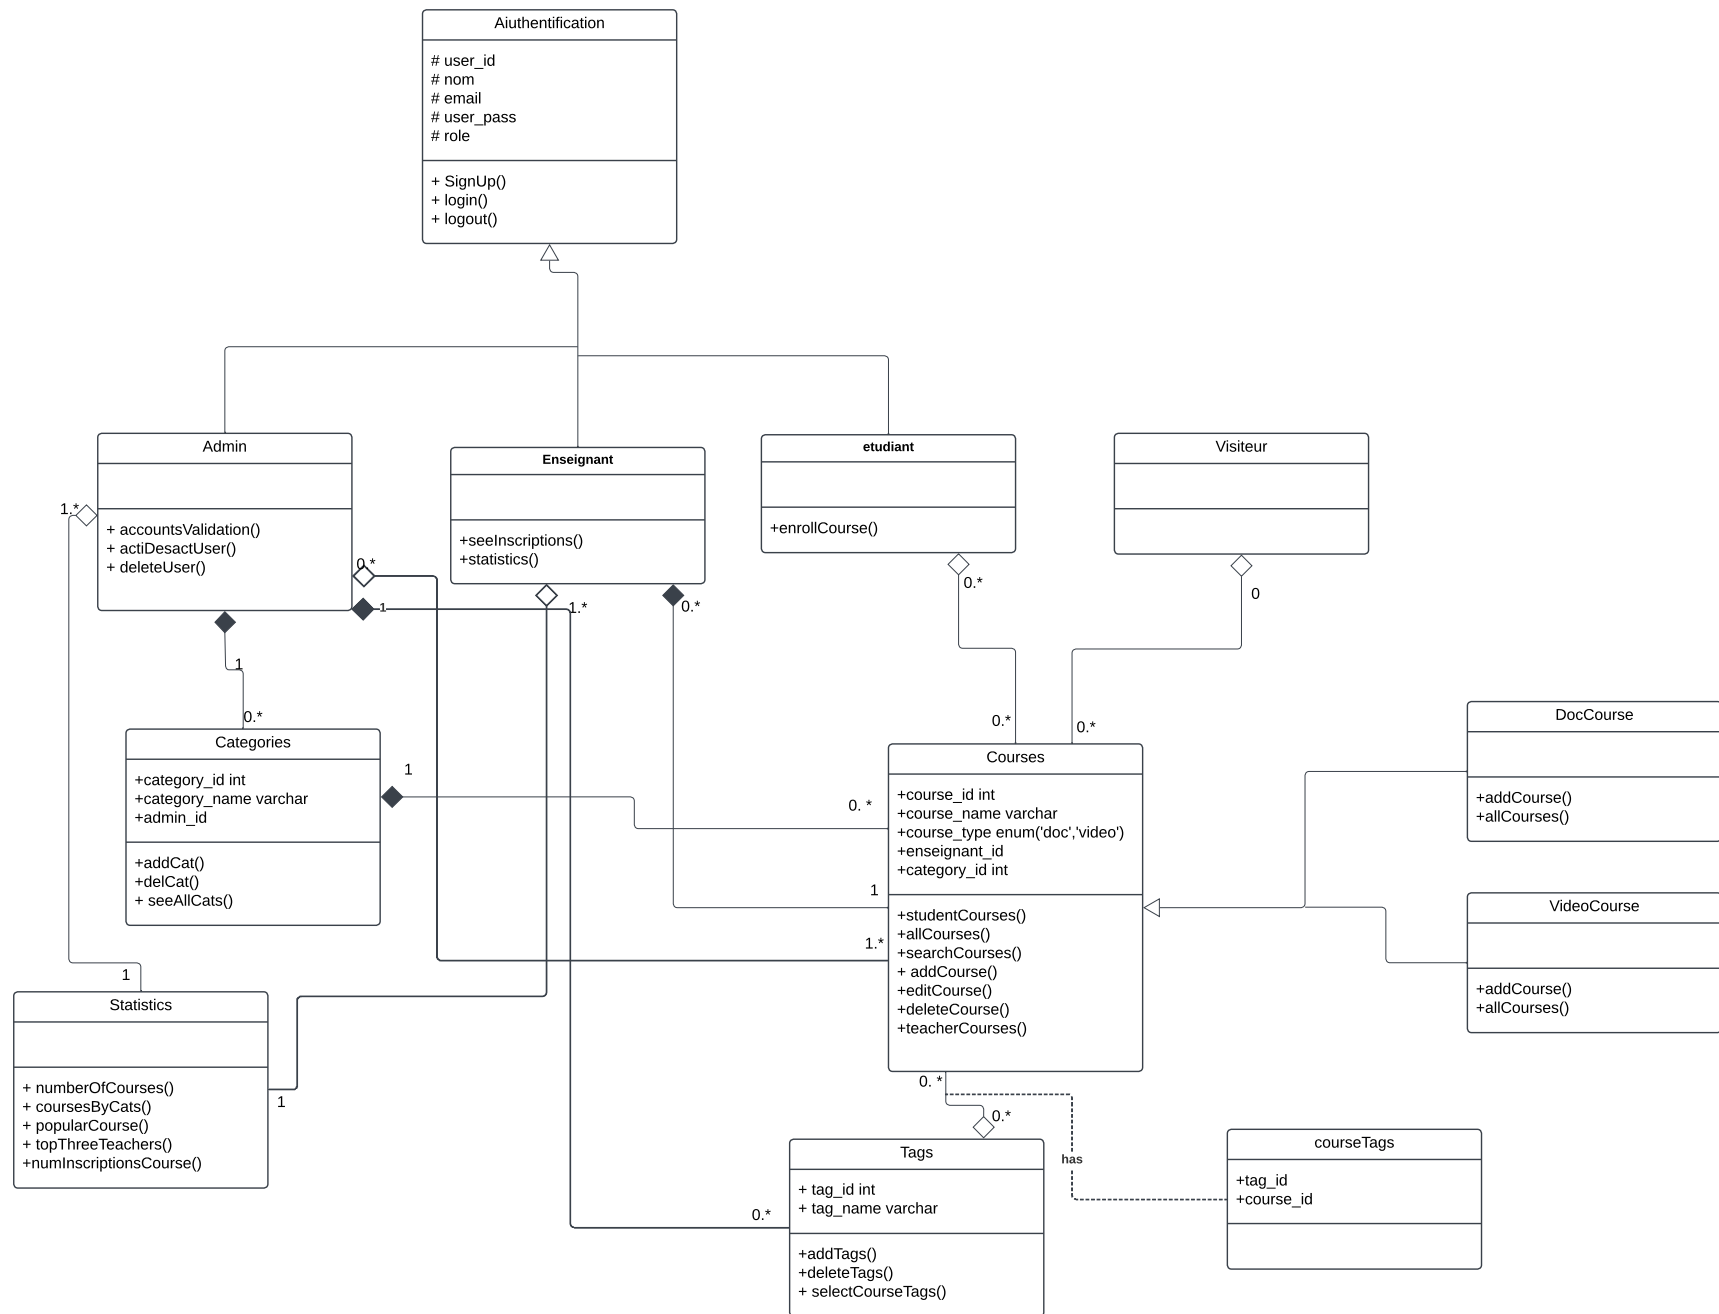 Aiuthentification
# user_id
# nom
# email
# user_pass
# role
+ SignUp()
+ login()
+ logout()
Admin
+ accountsValidation()
+ actiDesactUser()
+ deleteUser()
Enseignant
+seeInscriptions()
+statistics()
etudiant
+enrollCourse()
Visiteur
1.*
0.*
1
1.*
0.*
0.*
0
1
0.*
Categories
+category_id int
+category_name varchar
+admin_id
+addCat()
+delCat()
+ seeAllCats()
1
0. *
0.*
0.*
Courses
+course_id int
+course_name varchar
+course_type enum('doc','video')
+enseignant_id
+category_id int
+studentCourses()
+allCourses()
+searchCourses()
+ addCourse()
+editCourse()
+deleteCourse()
+teacherCourses()
1
1.*
DocCourse
+addCourse()
+allCourses()
VideoCourse
+addCourse()
+allCourses()
1
Statistics
+ numberOfCourses()
+ coursesByCats()
+ popularCourse()
+ topThreeTeachers()
+numInscriptionsCourse()
1
0. *
0.*
has
0.*
Tags
+ tag_id int
+ tag_name varchar
+addTags()
+deleteTags()
+ selectCourseTags()
courseTags
+tag_id
+course_id